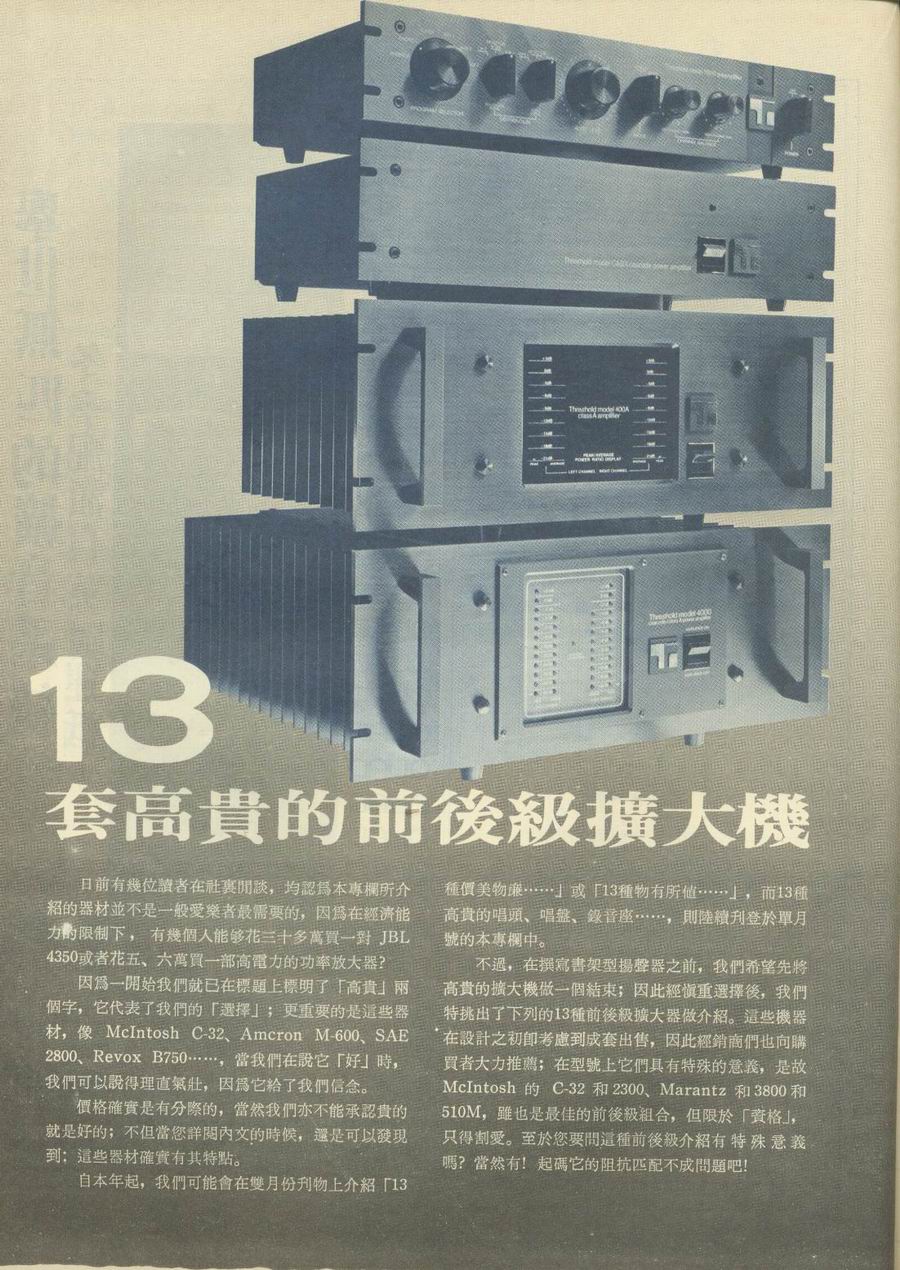 Threshold model CAS1 cascode power amplifier
Threshold model 400A
class A amplifier
PEAK/AVERAGE
POWER RATIO DISPLAY
PEAK AVERAGE AVERAGE PEAK
LEFT CHANNEL RIGHT CHANNEL
Threshold model 4000
13
套高貴的前後級擴大機
日前有幾位讀者在社裏閒談，均認爲本專欄所介
紹的器材並不是一般愛樂者最需要的，因爲在經濟能
力的限制下，有幾個人能够花三十多萬買一對 JBL
4350或者花五、六萬買一部高電力的功率放大器?
因爲一開始我們就已在標題上標明了「高貴」兩
個字，它代表了我們的「選擇」；更重要的是這些器
材，像 McIntosh C-32、Amcron M-600、SAE
2800、Revox B750……，當我們在說它「好」時，
我們可以說得理直氣壯，因爲它給了我們信念。
價格確實是有分際的，當然我們亦不能承認貴的
就是好的；不但當您詳閱內文的時候，還是可以發現
到：這些器材確實有其特點。
自本年起，我們可能會在雙月份刊物上介紹「13
種價美物廉……」或「13種物有所値……」，而13種
高貴的唱頭、唱盤、錄音座……，則陸續刊登於單月
號的本專欄中。
不過，在撰寫書架型揚聲器之前，我們希望先將
高貴的擴大機做一個結束；因此經愼重選擇後，我們
特挑出了下列的13種前後級擴大器做介紹。這些機器
在設計之初卽考慮到成套出售，因此經銷商們也向購
買者大力推薦；在型號上它們具有特殊的意義，是故
McIntosh 的 C-32 和2300、Marantz 和3800和
510M，雖也是最佳的前後級組合，但限於「資格」，
只得割愛。至於您要問這種前後級介紹有特殊意義
嗎? 當然有! 起碼它的阻抗匹配不成問題吧!